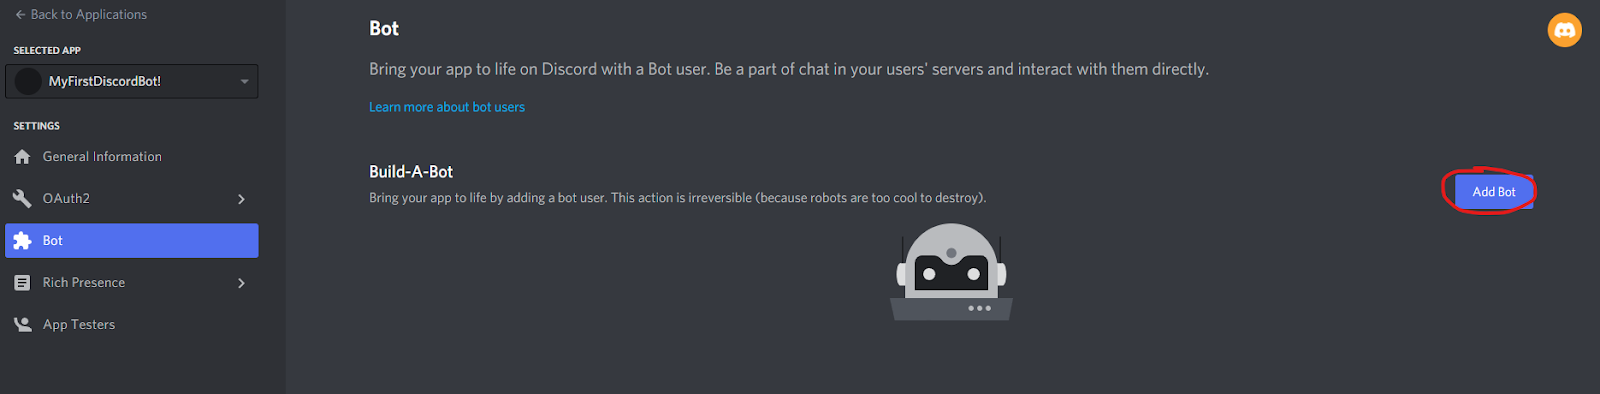 ← Back to Applications
SELECTED APP
MyFirstDiscordBot!
SETTINGS
General Information
OAuth2
Bot
Rich Presence
App Testers
Bot
Bring your app to life on Discord with a Bot user. Be a part of chat in your users' servers and interact with them directly.
Learn more about bot users
Build-A-Bot
Bring your app to life by adding a bot user. This action is irreversible (because robots are too cool to destroy).
Add Bot